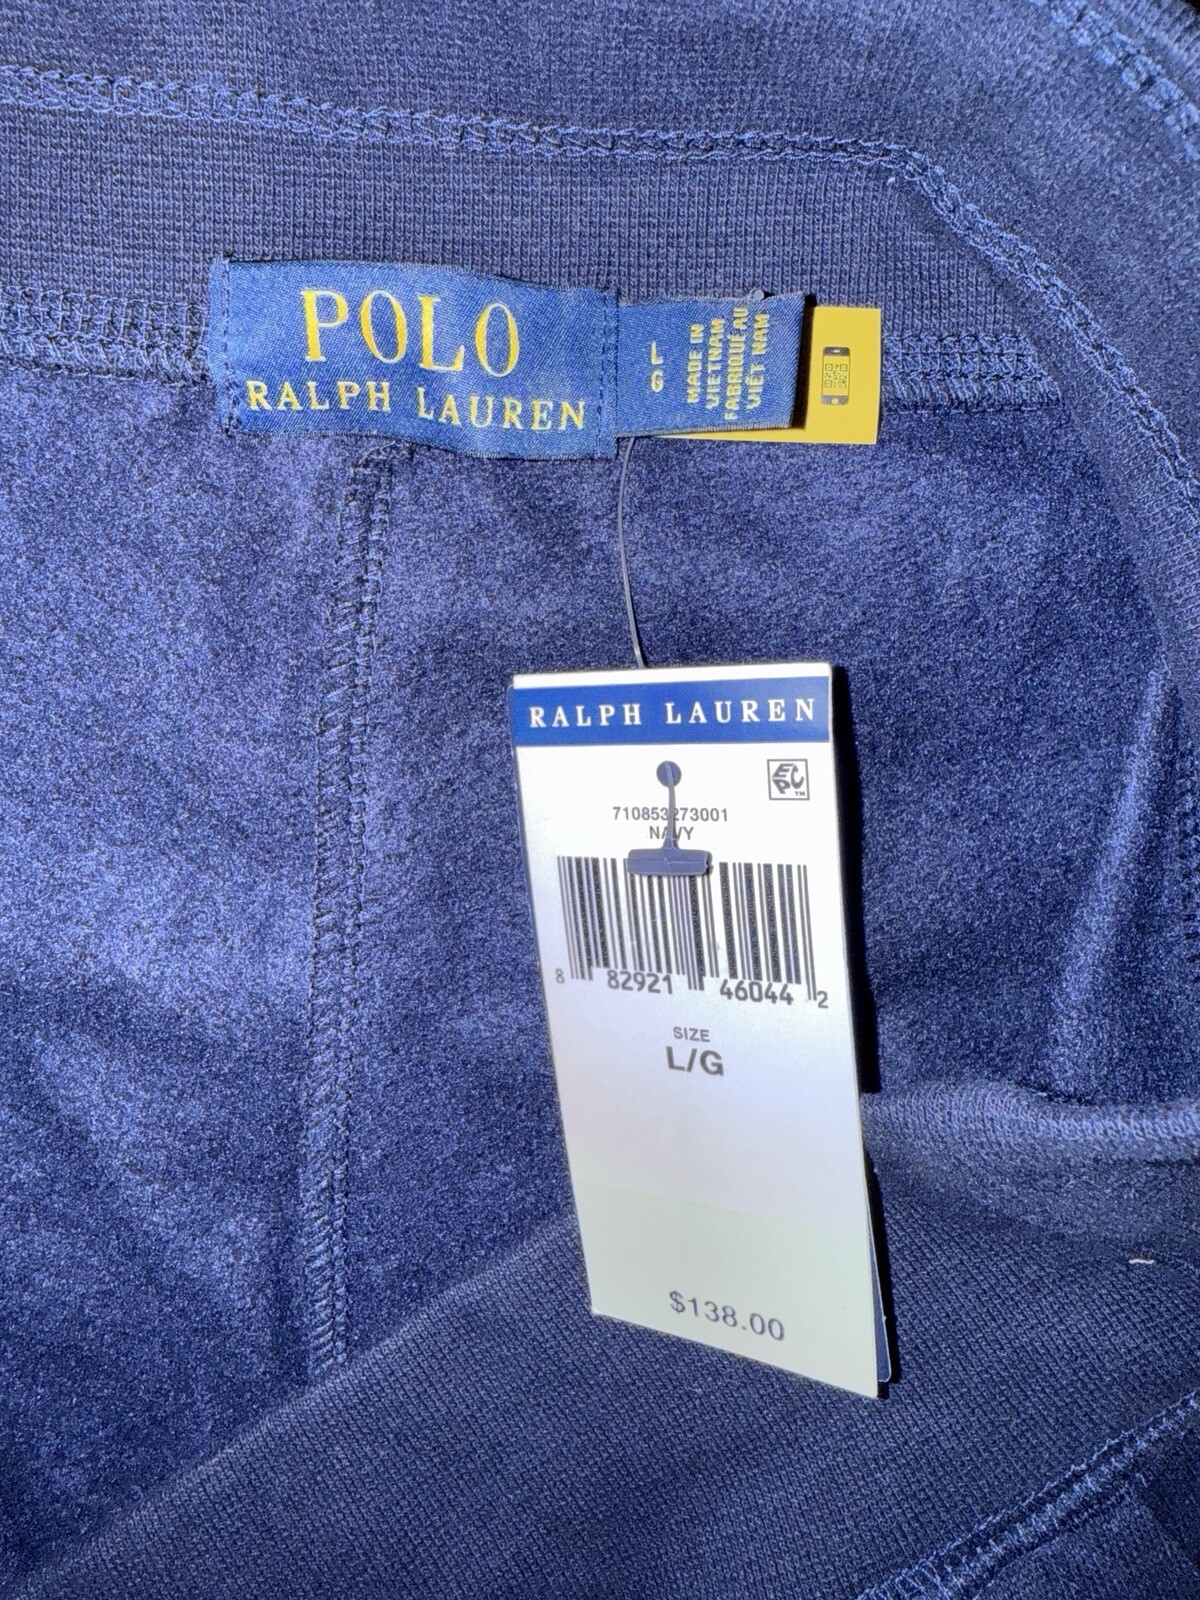 POLO
RALPH LAUREN
L
G
MADE IN
VIETNAM
FABRIQUÉ AU
VIÊT NAM
RALPH LAUREN
EPC™
710853273001
NAVY
8 82921 46044 2
SIZE
L/G
$138.00